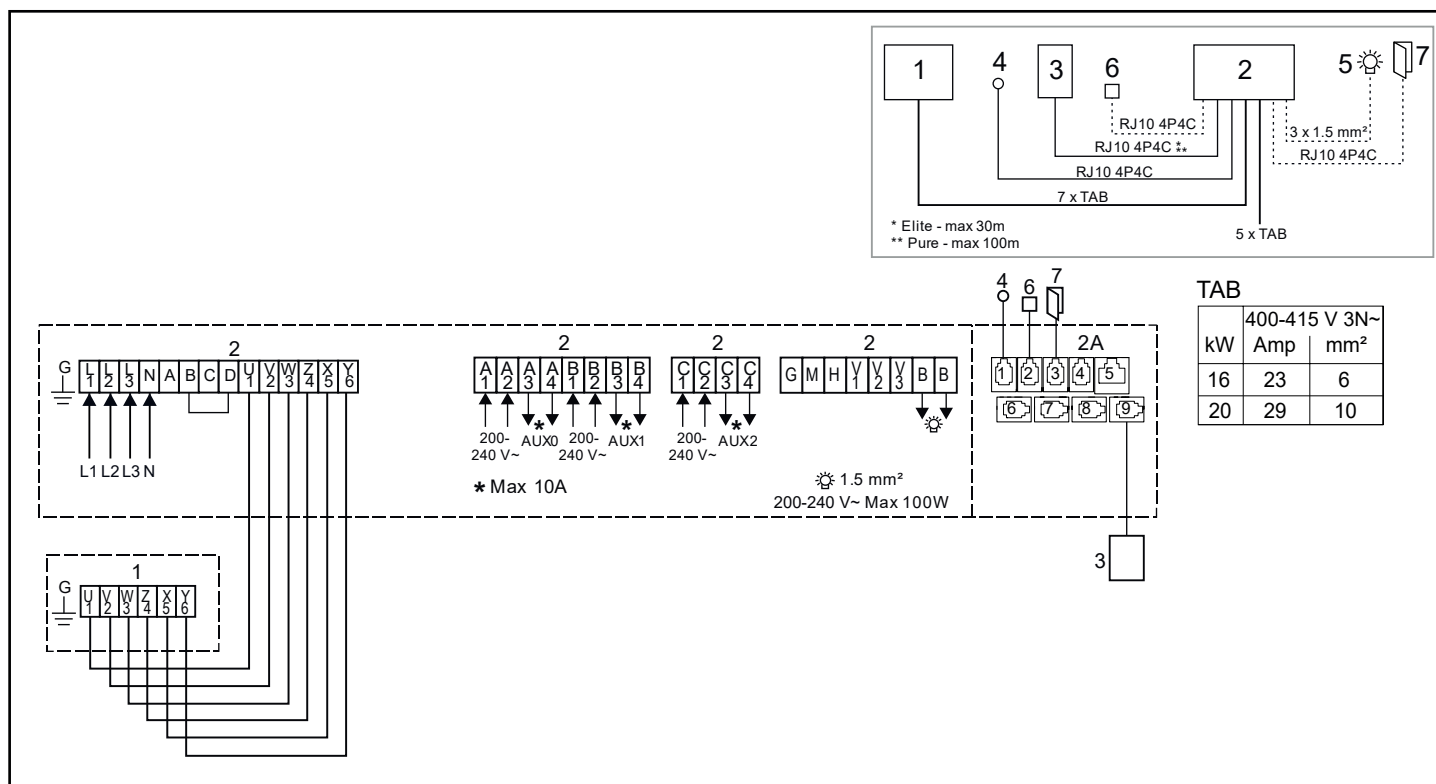 1 4 3 6 2 5 7
RJ10 4P4C
3 x 1.5 mm²
RJ10 4P4C *
**
RJ10 4P4C
RJ10 4P4C
7 x TAB
5 x TAB
* Elite - max 30m
** Pure - max 100m
TAB
400-415 V 3N~
kW Amp mm²
16 23 6
20 29 10
4 6 7
2 2 2 2 2A
G L1 L2 L3 N A B C D U1 V2 W3 Z4 X5 Y6
A1 A2 A3 A4 B1 B2 B3 B4
C1 C2 C3 C4
G M H V1 V2 V3 B B
1 2 3 4 5
6 7 8 9
L1 L2 L3 N
200-240 V~ *AUX0 200-240 V~ *AUX1
200-240 V~ *AUX2
* Max 10A
1.5 mm²
200-240 V~ Max 100W
3
1
G U1 V2 W3 Z4 X5 Y6